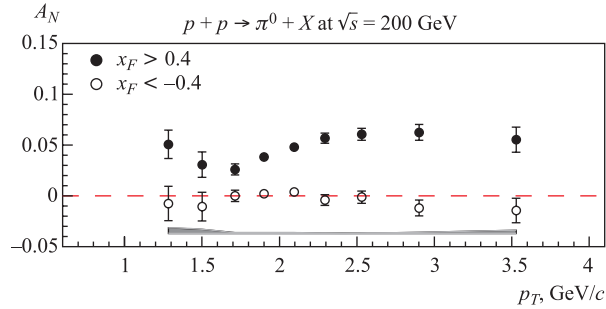 A_N
p + p → π⁰ + X at √s = 200 GeV
0.15
x_F > 0.4
x_F < –0.4
0.1
0.05
0
–0.05
1 1.5 2 2.5 3 3.5 4
p_T, GeV/c